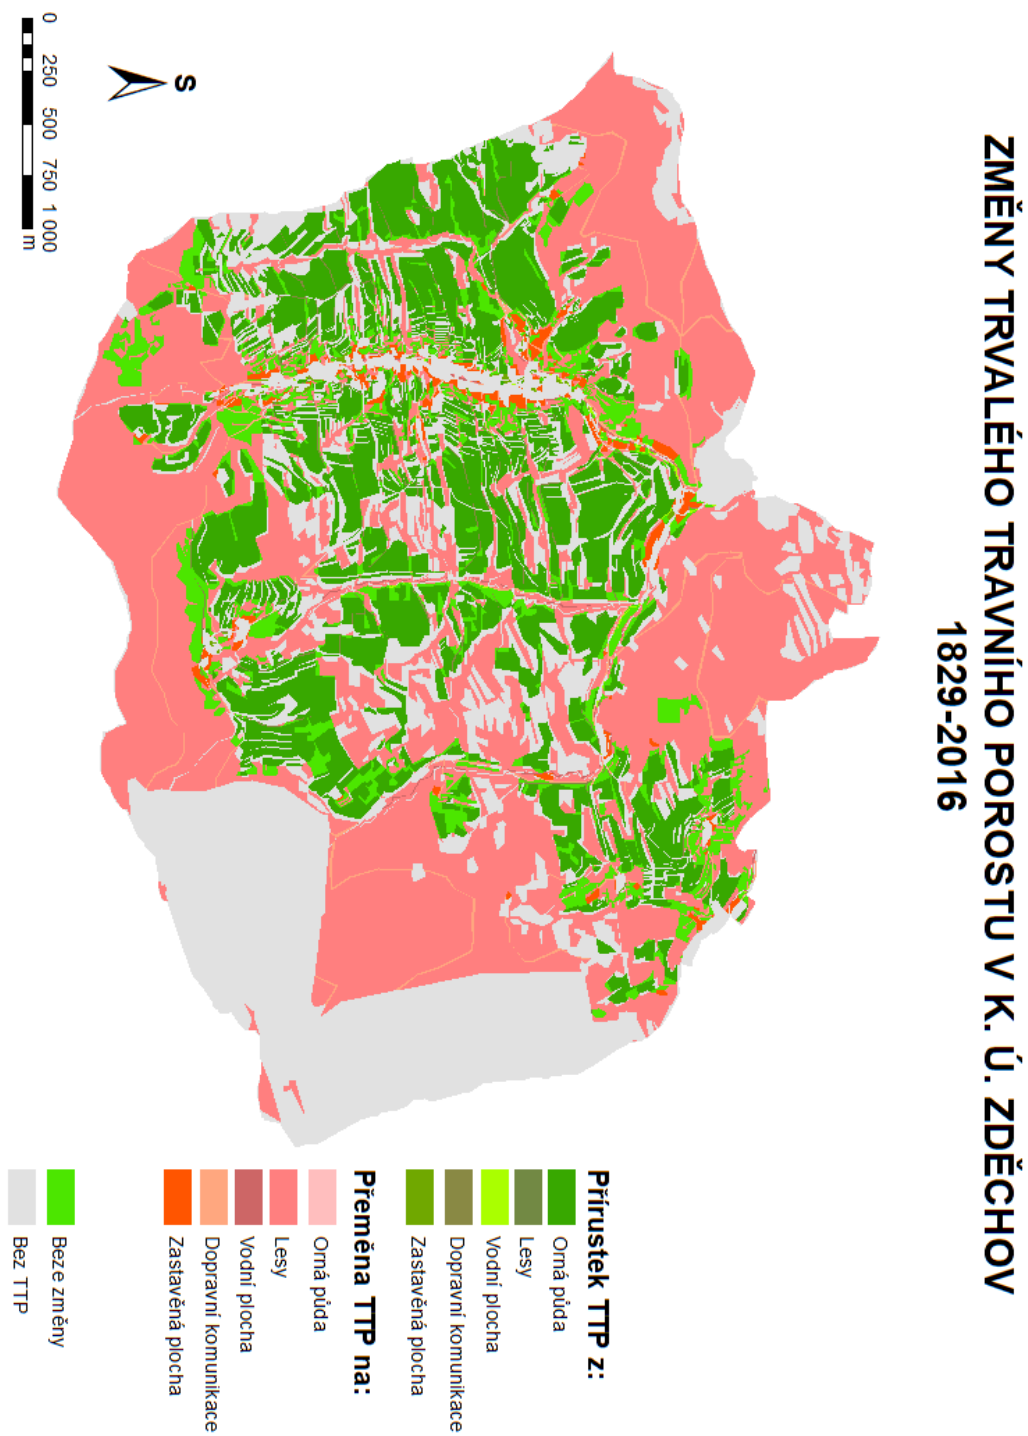 ZMĚNY TRVALÉHO TRAVNÍHO POROSTU V K. Ú. ZDĚCHOV
1829-2016
S
0 250 500 750 1 000
m
Přírustek TTP z:
Orná půda
Lesy
Vodní plocha
Dopravní komunikace
Zastavěná plocha
Přeměna TTP na:
Orná půda
Lesy
Vodní plocha
Dopravní komunikace
Zastavěná plocha
Beze změny
Bez TTP